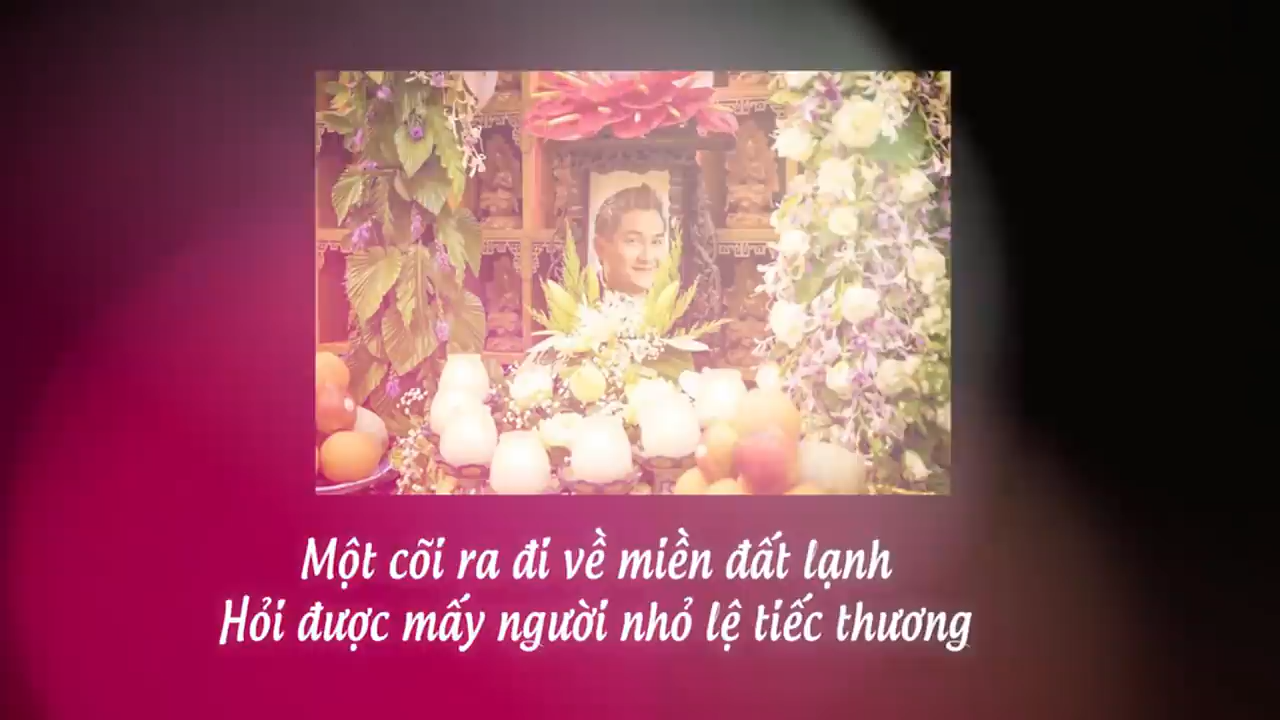 Một cõi ra đi về miền đất lạnh
Hỏi được mấy người nhỏ lệ tiếc thương